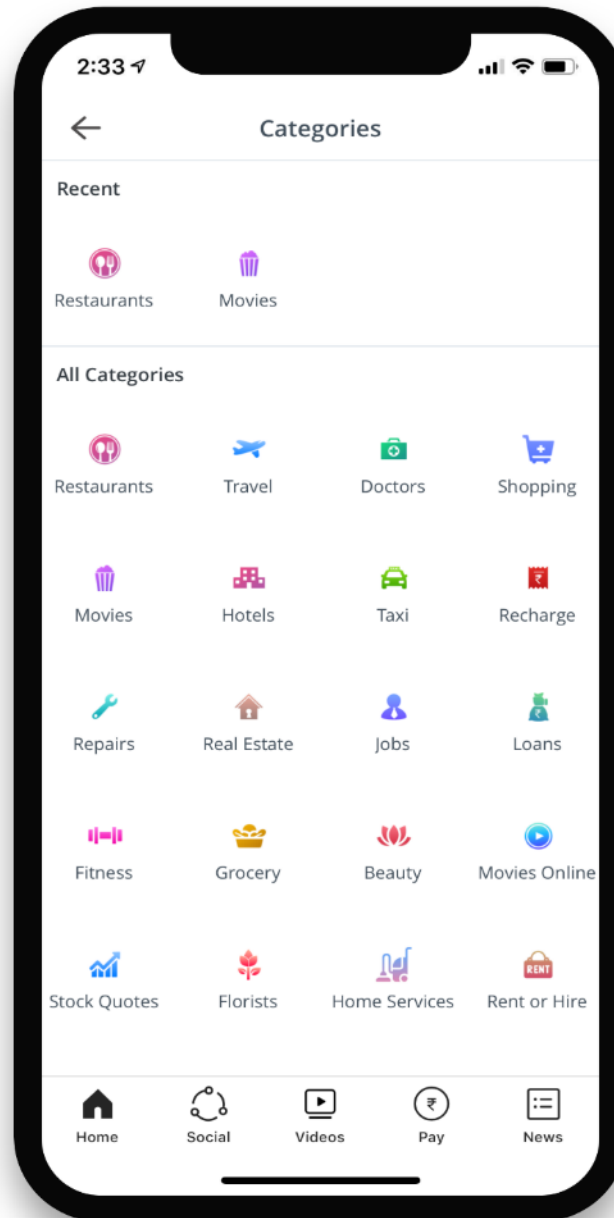 2:33
Categories
Recent
Restaurants Movies
All Categories
Restaurants Travel Doctors Shopping
Movies Hotels Taxi Recharge
Repairs Real Estate Jobs Loans
Fitness Grocery Beauty Movies Online
Stock Quotes Florists Home Services RENT
Rent or Hire
Home Social Videos Pay News